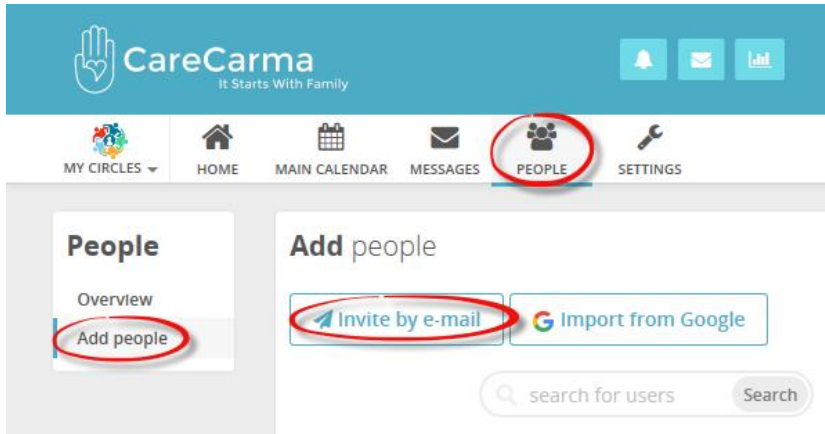 CareCarma
It Starts With Family
MY CIRCLES HOME MAIN CALENDAR MESSAGES PEOPLE SETTINGS
People
Overview
Add people
Add people
Invite by e-mail Import from Google
search for users Search